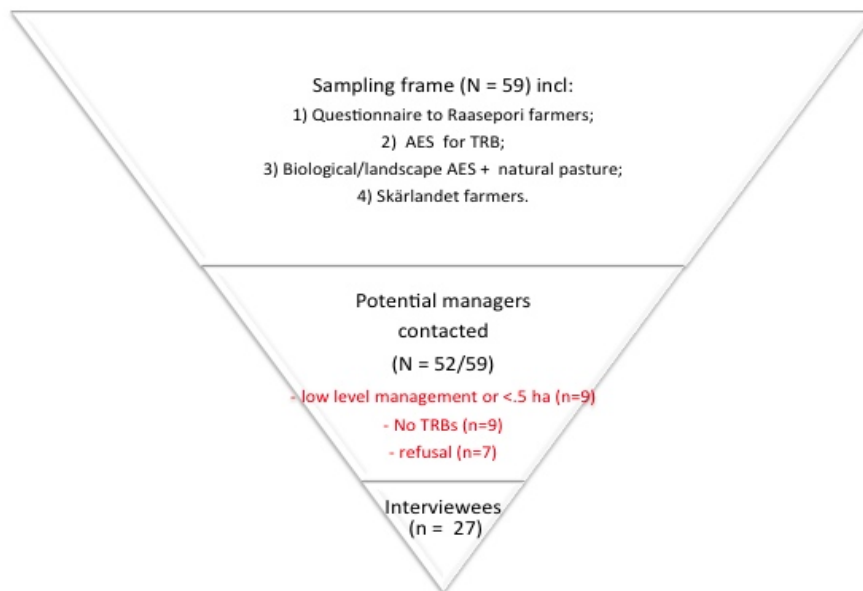 Sampling frame (N = 59) incl:
1) Questionnaire to Raasepori farmers;
2) AES for TRB;
3) Biological/landscape AES + natural pasture;
4) Skärlandet farmers.
Potential managers
contacted
(N = 52/59)
- low level management or <.5 ha (n=9)
- No TRBs (n=9)
- refusal (n=7)
Interviewees
(n = 27)